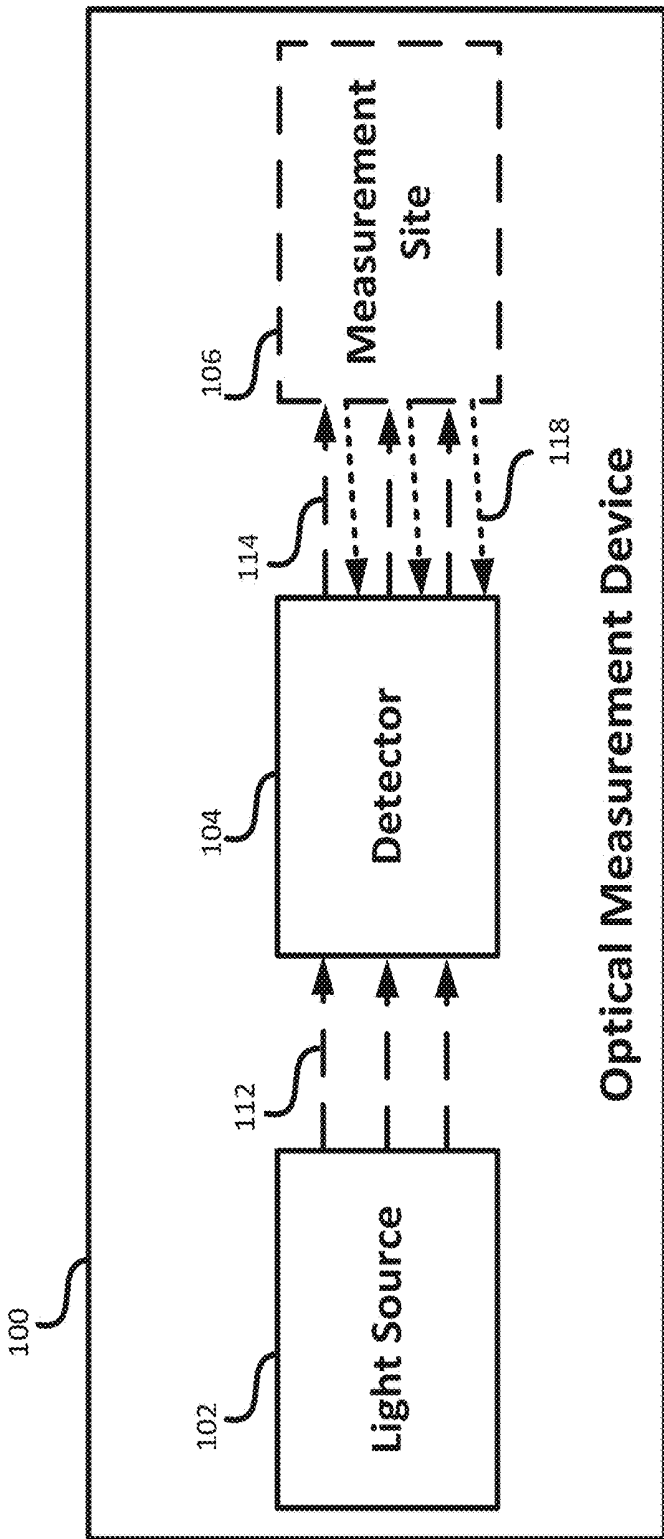 100
102
Light Source
112
104
Detector
114
106
Measurement
Site
118
Optical Measurement Device